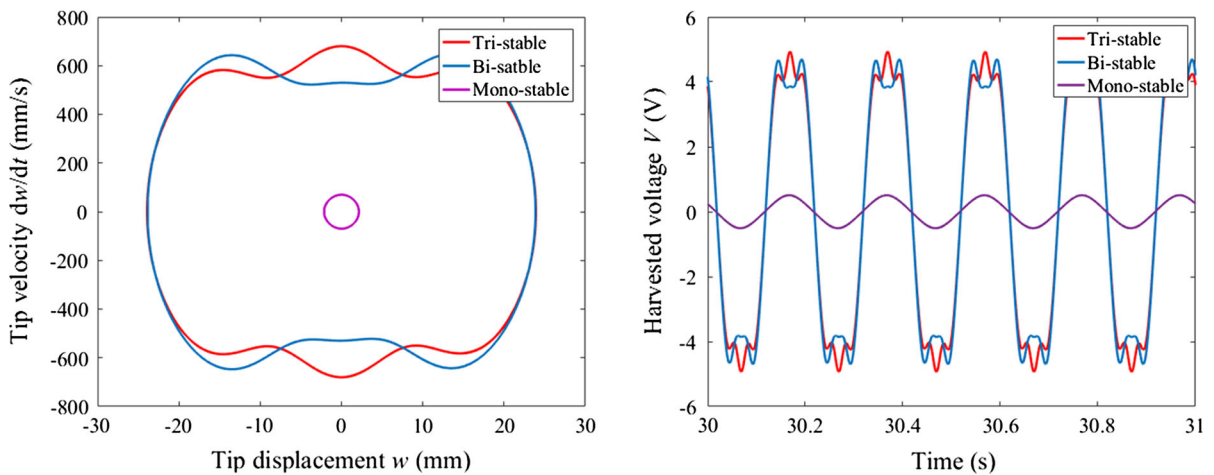 800
600
400
200
0
-200
-400
-600
-800
-30
-20
-10
0
10
20
30
Tip velocity dw/dt (mm/s)
Tip displacement w (mm)
Tri-stable
Bi-satble
Mono-stable
6
4
2
0
-2
-4
-6
30
30.2
30.4
30.6
30.8
31
Harvested voltage V (V)
Time (s)
Tri-stable
Bi-stable
Mono-stable